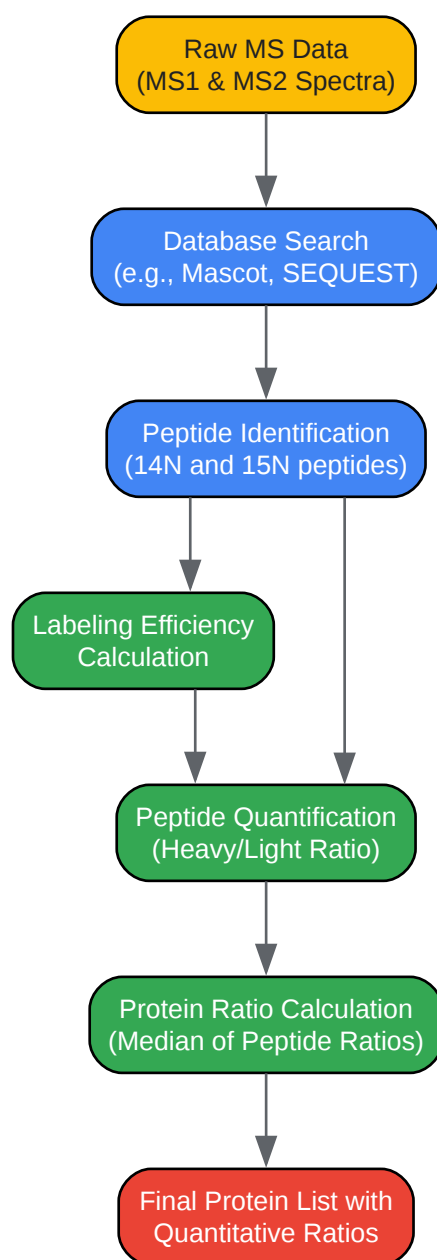 Raw MS Data
(MS1 & MS2 Spectra)
Database Search
(e.g., Mascot, SEQUEST)
Peptide Identification
(14N and 15N peptides)
Labeling Efficiency
Calculation
Peptide Quantification
(Heavy/Light Ratio)
Protein Ratio Calculation
(Median of Peptide Ratios)
Final Protein List with
Quantitative Ratios